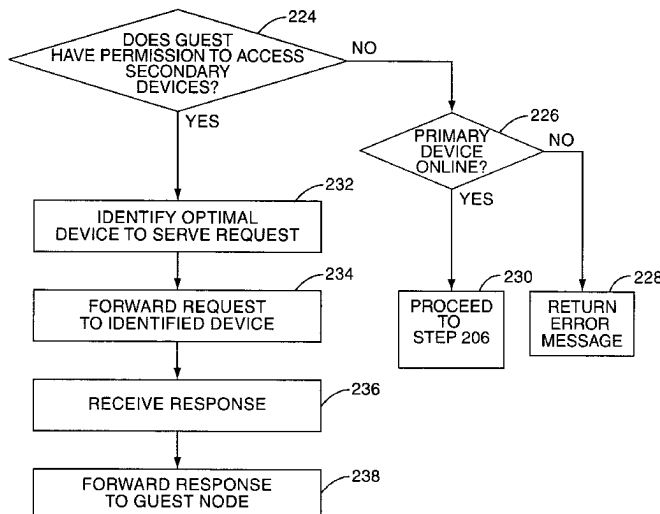 224
DOES GUEST
HAVE PERMISSION TO ACCESS
SECONDARY
DEVICES?
NO
YES
226
PRIMARY
DEVICE
ONLINE?
NO
YES
232
IDENTIFY OPTIMAL
DEVICE TO SERVE REQUEST
234
FORWARD REQUEST
TO IDENTIFIED DEVICE
230
PROCEED
TO
STEP 206
228
RETURN
ERROR
MESSAGE
236
RECEIVE RESPONSE
238
FORWARD RESPONSE
TO GUEST NODE